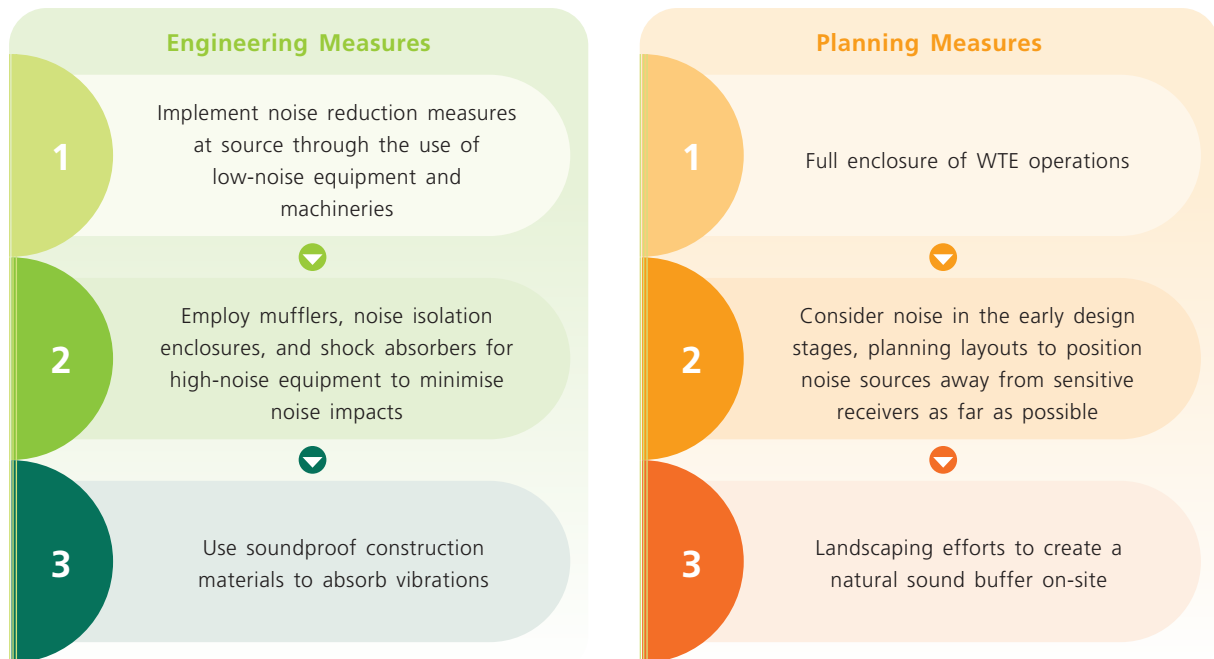 Engineering Measures
1
Implement noise reduction measures
at source through the use of
low-noise equipment and
machineries
2
Employ mufflers, noise isolation
enclosures, and shock absorbers for
high-noise equipment to minimise
noise impacts
3
Use soundproof construction
materials to absorb vibrations
Planning Measures
1
Full enclosure of WTE operations
2
Consider noise in the early design
stages, planning layouts to position
noise sources away from sensitive
receivers as far as possible
3
Landscaping efforts to create a
natural sound buffer on-site